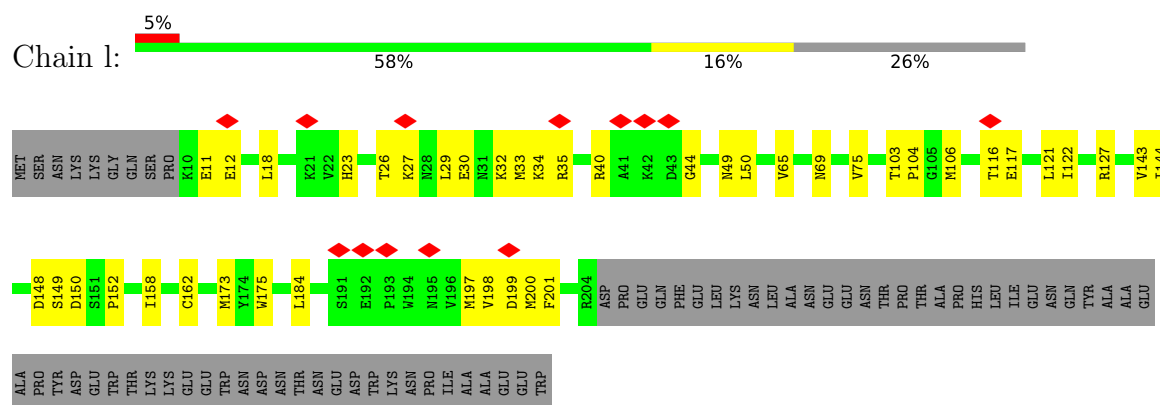 5%
Chain l:
58% 16% 26%
MET SER ASN LYS LYS GLY GLN SER PRO K10 E11 E12 L18 K21 V22 H23 T26 K27 N28 L29 E30 N31 K32 M33 K34 R35 R40 A41 K42 D43 G44 N49 L50 V65 N69 V75 T103 P104 G105 M106 T116 E117 L121 I122 R127 V143
D148 S149 D150 S151 P152 I158 C162 M173 Y174 W175 L184 S191 E192 P193 W194 N195 V196 M197 V198 D199 M200 F201 R204 ASP PRO GLU GLN PHE GLU LEU LYS ASN LEU ALA ASN GLU GLU ASN THR PRO THR ALA PRO HIS LEU ILE GLU ASN GLN TYR ALA ALA GLU
ALA PRO TYR ASP GLU TRP THR LYS LYS GLU GLU TRP ASN ASP ASN THR ASN GLU ASP TRP LYS ASN PRO ILE ALA ALA GLU GLU TRP